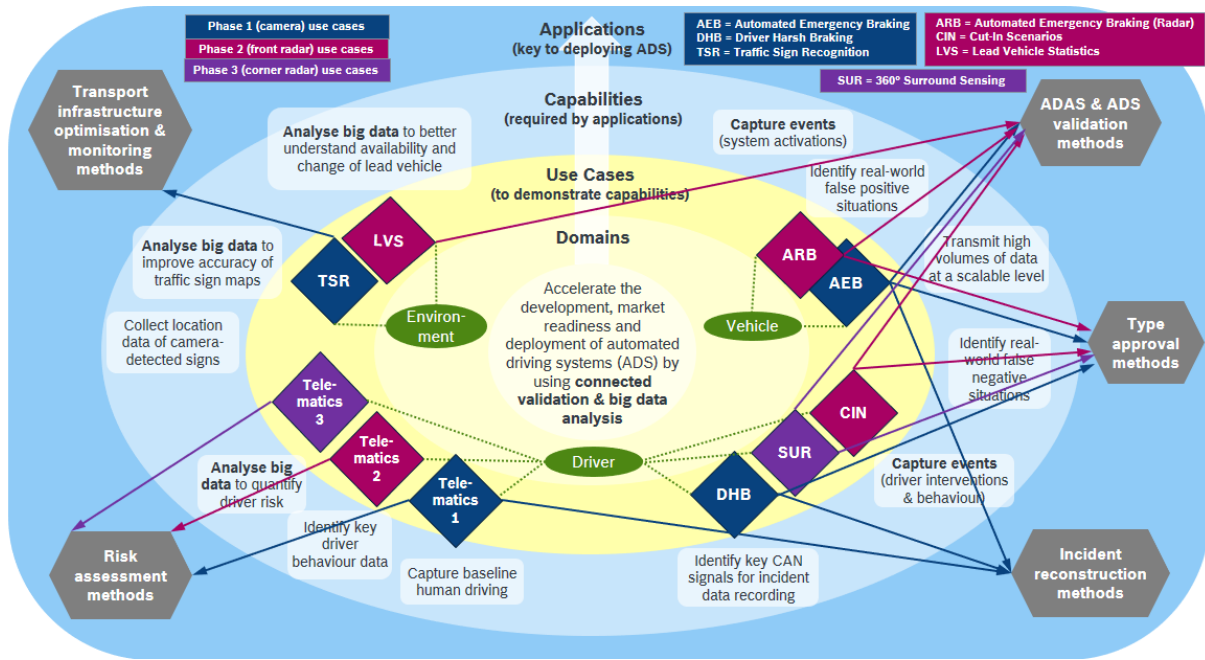 Phase 1 (camera) use cases
Phase 2 (front radar) use cases
Phase 3 (corner radar) use cases
Applications
(key to deploying ADS)
AEB = Automated Emergency Braking
DHB = Driver Harsh Braking
TSR = Traffic Sign Recognition
ARB = Automated Emergency Braking (Radar)
CIN = Cut-In Scenarios
LVS = Lead Vehicle Statistics
SUR = 360º Surround Sensing
Transport
infrastructure
optimisation &
monitoring
methods
Capabilities
(required by applications)
ADAS & ADS
validation
methods
Analyse big data to better
understand availability and
change of lead vehicle
Capture events
(system activations)
Use Cases
(to demonstrate capabilities)
Identify real-world
false positive
situations
Analyse big data to
improve accuracy of
traffic sign maps
LVS
TSR
Domains
ARB
AEB
Transmit high
volumes of data
at a scalable level
Collect location
data of camera-
detected signs
Environ-
ment
Accelerate the
development, market
readiness and
deployment of automated
driving systems (ADS) by
using connected
validation & big data
analysis
Vehicle
Type
approval
methods
Identify real-
world false
negative
situations
Tele-
matics
3
Tele-
matics
2
Tele-
matics
1
Driver
CIN
SUR
DHB
Analyse big
data to quantify
driver risk
Capture events
(driver interventions
& behaviour)
Identify key
driver
behaviour data
Capture baseline
human driving
Identify key CAN
signals for incident
data recording
Risk
assessment
methods
Incident
reconstruction
methods